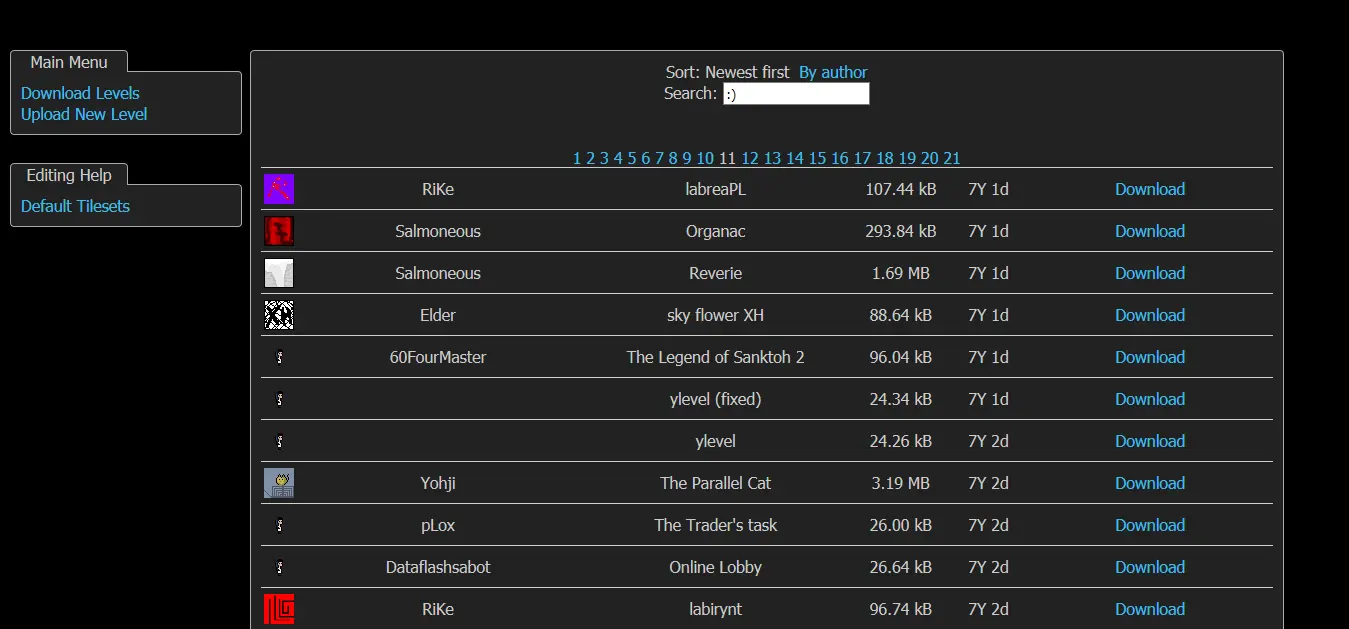 Main Menu
Download Levels
Upload New Level
Editing Help
Default Tilesets
Sort: Newest first By author
Search: :)
1 2 3 4 5 6 7 8 9 10 11 12 13 14 15 16 17 18 19 20 21
RiKe labreaPL 107.44 kB 7Y 1d Download
Salmoneous Organac 293.84 kB 7Y 1d Download
Salmoneous Reverie 1.69 MB 7Y 1d Download
XH Elder sky flower XH 88.64 kB 7Y 1d Download
60FourMaster The Legend of Sanktoh 2 96.04 kB 7Y 1d Download
ylevel (fixed) 24.34 kB 7Y 1d Download
ylevel 24.26 kB 7Y 2d Download
Yohji The Parallel Cat 3.19 MB 7Y 2d Download
pLox The Trader's task 26.00 kB 7Y 2d Download
Dataflashsabot Online Lobby 26.64 kB 7Y 2d Download
RiKe labirynt 96.74 kB 7Y 2d Download